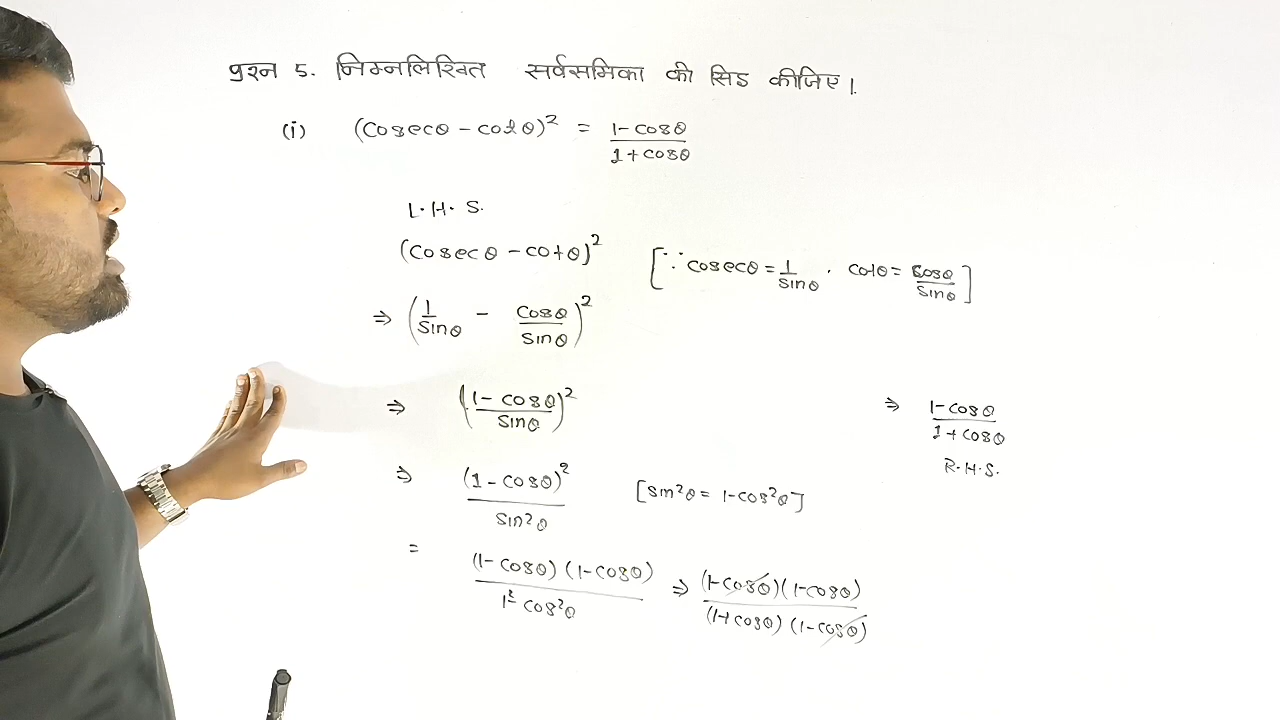 प्रश्न 5. निम्नलिखित सर्वसमिका को सिद्ध कीजिए।
(i) (cosecθ - cotθ)² = (1-cosθ)/(1+cosθ)
L.H.S.
(cosecθ - cotθ)² [∵ cosecθ = 1/sinθ, cotθ = cosθ/sinθ]
⇒ (1/sinθ - cosθ/sinθ)²
⇒ ((1-cosθ)/sinθ)²
⇒ (1-cosθ)²/sin²θ [sin²θ = 1-cos²θ]
= (1-cosθ)(1-cosθ)/(1²-cos²θ) ⇒ (1-cosθ)(1-cosθ)/((1+cosθ)(1-cosθ))
⇒ (1-cosθ)/(1+cosθ)
R.H.S.